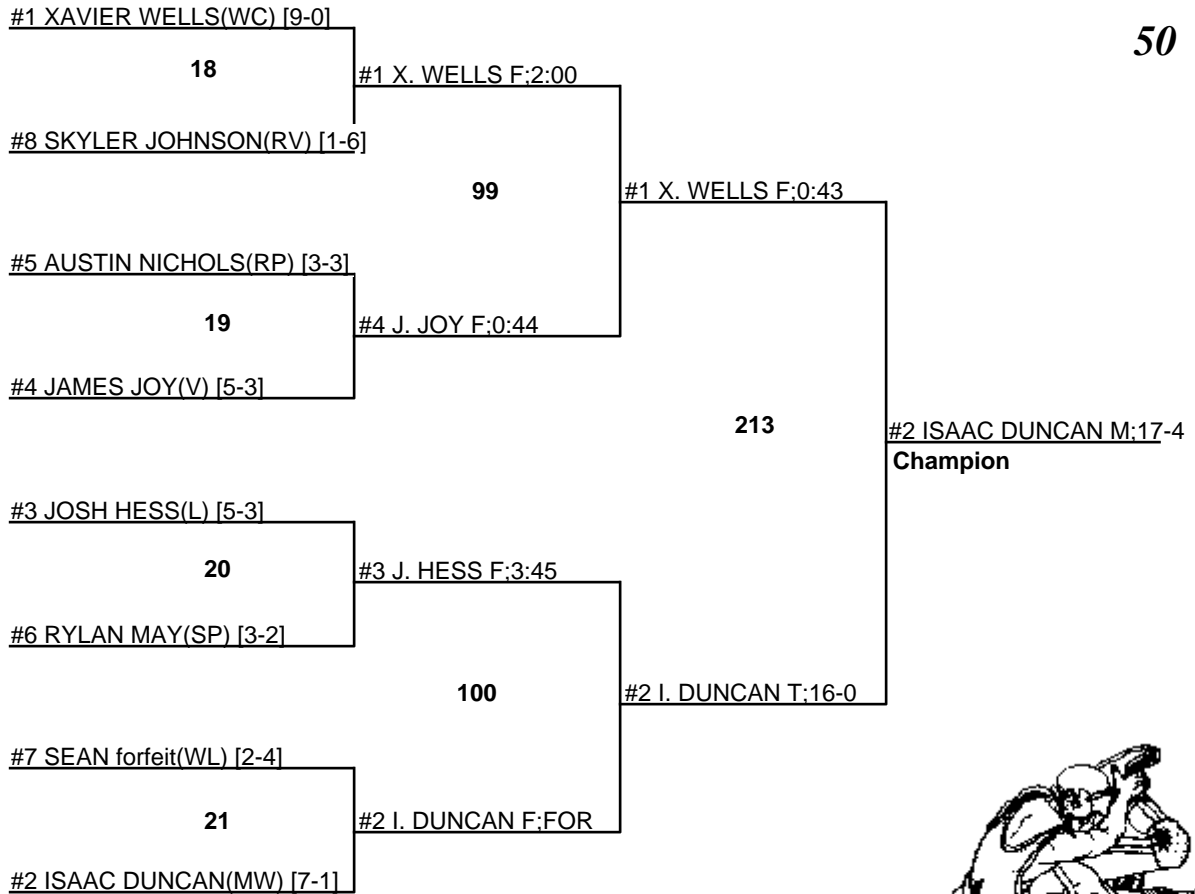 #1 XAVIER WELLS(WC) [9-0]
50
18
#1 X. WELLS F;2:00
#8 SKYLER JOHNSON(RV) [1-6]
99
#1 X. WELLS F;0:43
#5 AUSTIN NICHOLS(RP) [3-3]
19
#4 J. JOY F;0:44
#4 JAMES JOY(V) [5-3]
213
#2 ISAAC DUNCAN M;17-4
Champion
#3 JOSH HESS(L) [5-3]
20
#3 J. HESS F;3:45
#6 RYLAN MAY(SP) [3-2]
100
#2 I. DUNCAN T;16-0
#7 SEAN forfeit(WL) [2-4]
21
#2 I. DUNCAN F;FOR
#2 ISAAC DUNCAN(MW) [7-1]